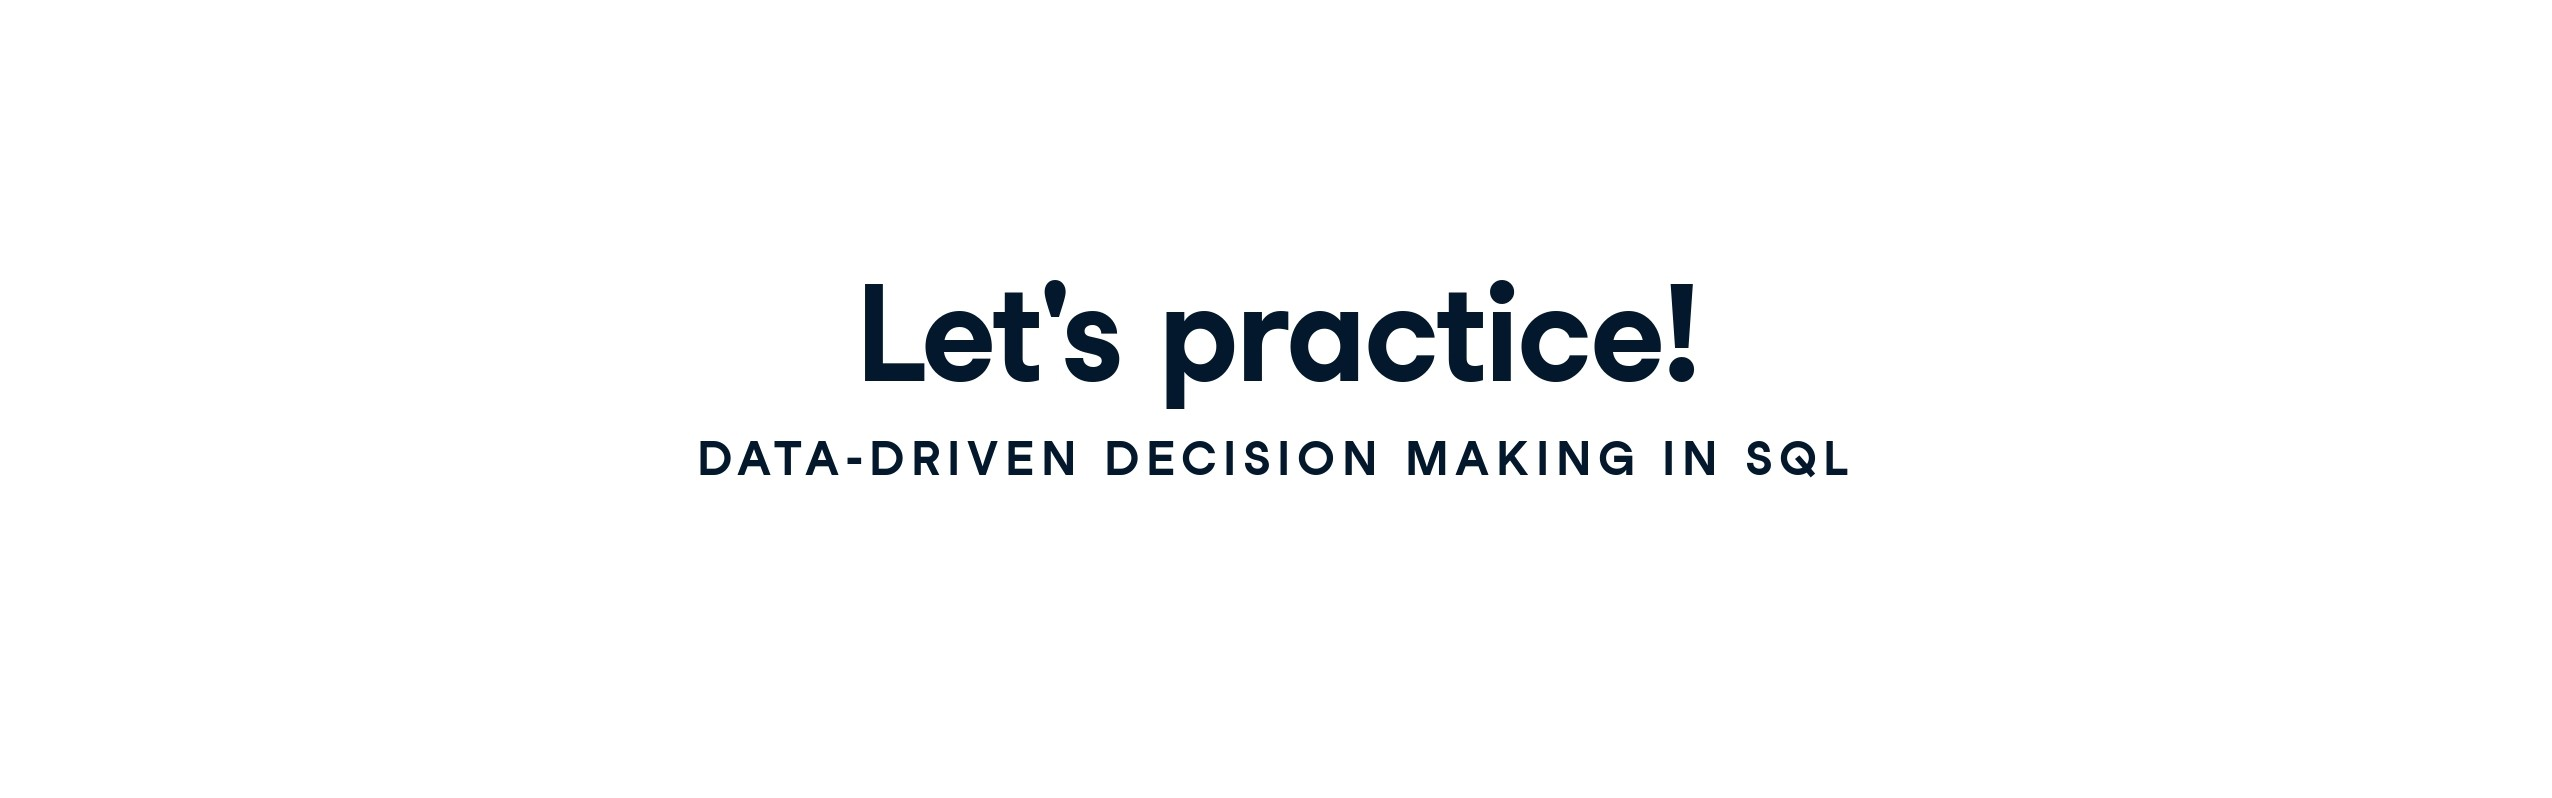 Let's practice!
DATA-DRIVEN DECISION MAKING IN SQL